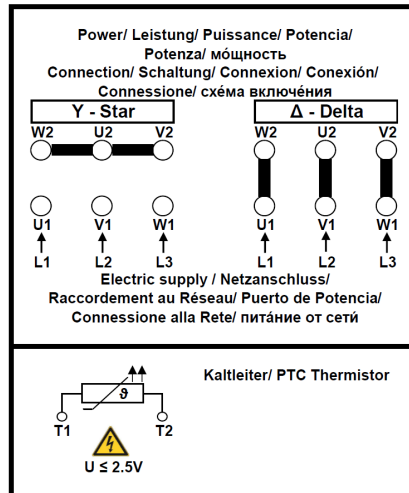 Power/ Leistung/ Puissance/ Potencia/
Potenza/ мóщность
Connection/ Schaltung/ Connexion/ Conexión/
Connessione/ схéма включéния
Y - Star Δ - Delta
W2 U2 V2 W2 U2 V2
U1 V1 W1 U1 V1 W1
L1 L2 L3 L1 L2 L3
Electric supply / Netzanschluss/
Raccordement au Réseau/ Puerto de Potencia/
Connessione alla Rete/ питáние от сети́
Kaltleiter/ PTC Thermistor
ϑ
T1 T2
U ≤ 2.5V